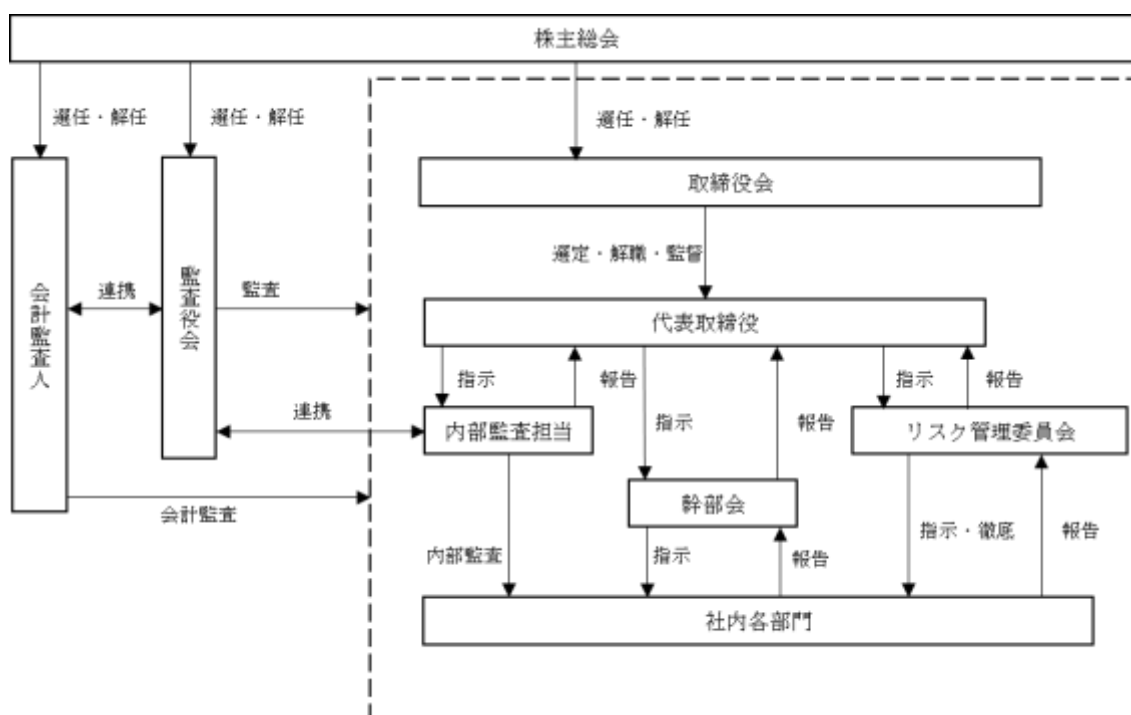 株主総会
選任・解任
選任・解任
選任・解任
取締役会
選定・解職・監督
会計監査人
連携
監査役会
監査
代表取締役
指示
報告
指示
報告
指示
報告
連携
内部監査担当
リスク管理委員会
幹部会
会計監査
内部監査
指示
報告
指示・徹底
報告
社内各部門